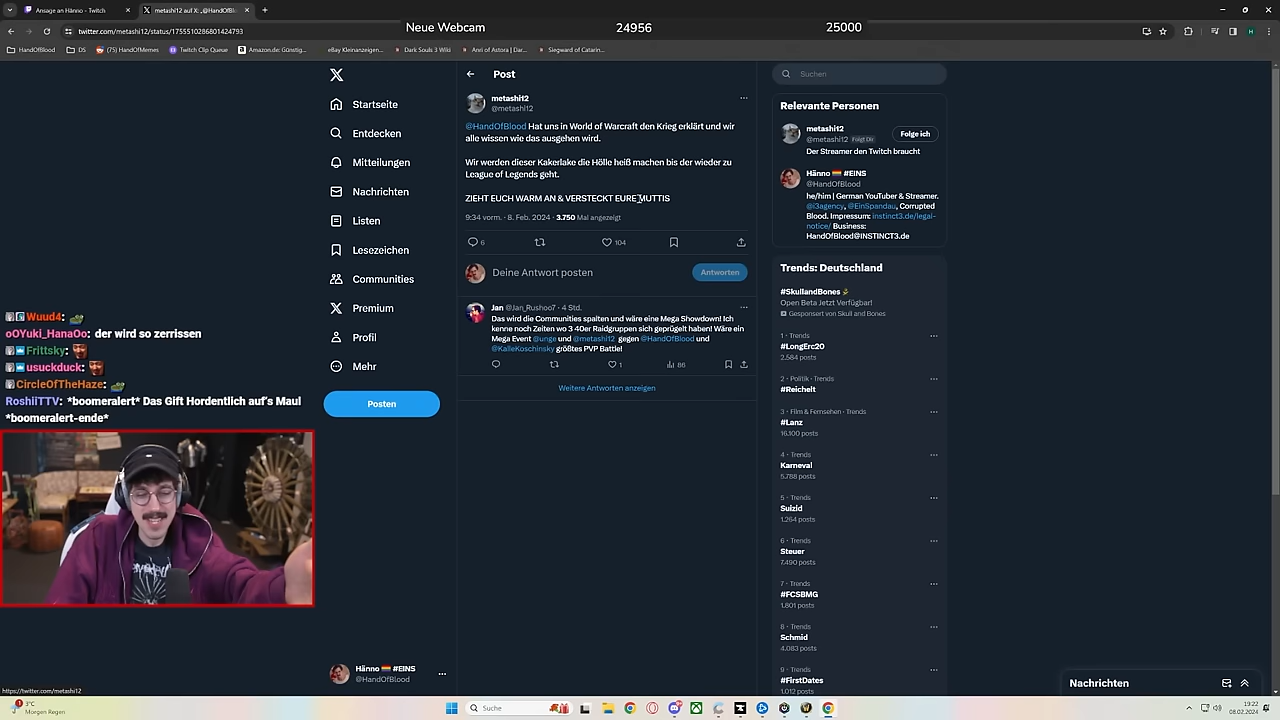 Ansage an Hänno - Twitch
metashi12 auf X: „@HandOfBl
Neue Webcam 24956 25000
twitter.com/metashi12/status/1755510286801424793
HandOfBlood
DS
(75) HandOfMemes
Twitch Clip Queue
Amazon.de: Günstig...
eBay Kleinanzeigen...
Dark Souls 3 Wiki
Anri of Astora | Dar...
Siegward of Catarin...
Startseite
Entdecken
Mitteilungen
Nachrichten
Listen
Lesezeichen
Communities
Premium
Profil
Mehr
Posten
Hänno #EINS
@HandOfBlood
Post
metashi12
@metashi12
@HandOfBlood Hat uns in World of Warcraft den Krieg erklärt und wir
alle wissen wie das ausgehen wird.
Wir werden dieser Kakerlake die Hölle heiß machen bis der wieder zu
League of Legends geht.
ZIEHT EUCH WARM AN & VERSTECKT EURE MUTTIS
9:34 vorm. · 8. Feb. 2024 · 3.750 Mal angezeigt
6 104
Deine Antwort posten
Antworten
Jan @Jan_Rushoo7 · 4 Std.
Das wird die Communities spalten und wäre eine Mega Showdown! Ich
kenne noch Zeiten wo 3 40er Raidgruppen sich geprügelt haben! Wäre ein
Mega Event @unge und @metashi12 gegen @HandOfBlood und
@KalleKoschinsky größtes PVP Battle!
1 86
Weitere Antworten anzeigen
Suchen
Relevante Personen
metashi12
@metashi12 Folgt Dir
Folge ich
Der Streamer den Twitch braucht
Hänno #EINS
@HandOfBlood
he/him | German YouTuber & Streamer.
@i3agency, @EinSpandau, Corrupted
Blood. Impressum: instinct3.de/legal-
notice/ Business:
HandOfBlood@INSTINCT3.de
Trends: Deutschland
#SkullandBones
Open Beta Jetzt Verfügbar!
Gesponsert von Skull and Bones
1 · Trends
#LongErc20
2.584 posts
2 · Politik · Trends
#Reichelt
3 · Film & Fernsehen · Trends
#Lanz
16.100 posts
4 · Trends
Karneval
5.788 posts
5 · Trends
Suizid
1.264 posts
6 · Trends
Steuer
7.490 posts
7 · Trends
#FCSBMG
1.801 posts
8 · Trends
Schmid
4.083 posts
9 · Trends
#FirstDates
1.012 posts
Nachrichten
Wuud4:
oOYuki_HanaOo: der wird so zerrissen
Frittsky:
usuckduck:
CircleOfTheHaze:
RoshiiTTV: *boomeralert* Das Gift Hordentlich auf's Maul
*boomeralert-ende*
https://twitter.com/metashi12
3°C
Morgen Regen
Suche
19:22
08.02.2024